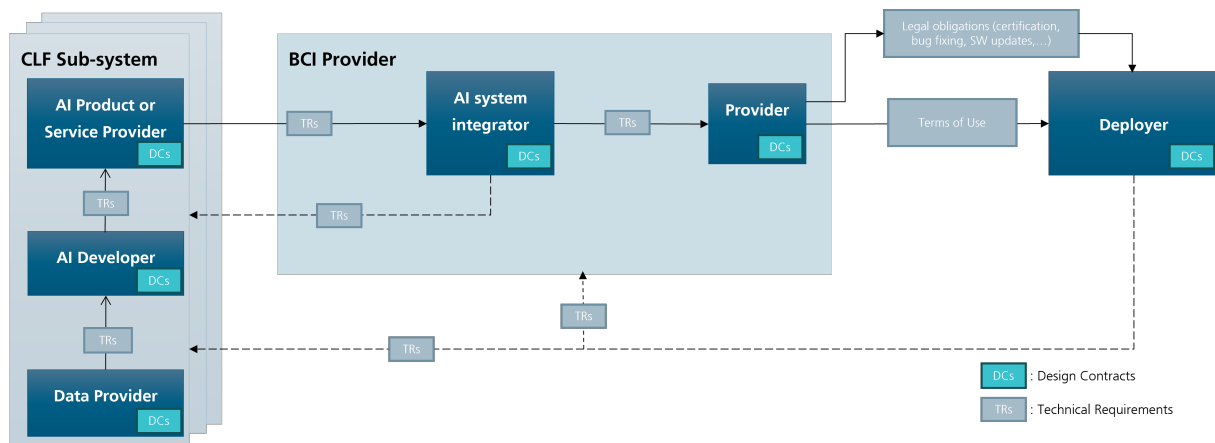 CLF Sub-system
AI Product or
Service Provider
DCs
TRs
AI Developer
DCs
TRs
Data Provider
DCs
BCI Provider
TRs
AI system
integrator
DCs
TRs
Provider
DCs
TRs
TRs
TRs
Legal obligations (certification,
bug fixing, SW updates,...)
Terms of Use
Deployer
DCs
DCs : Design Contracts
TRs : Technical Requirements